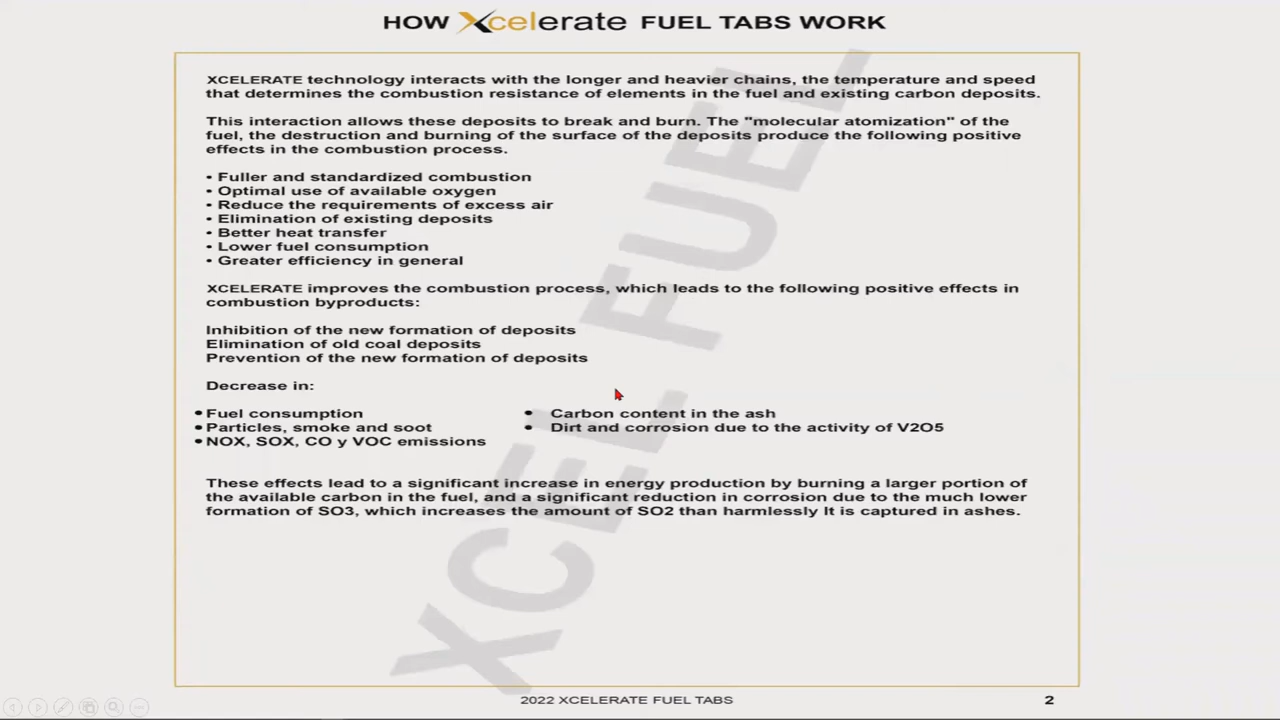 HOW Xcelerate FUEL TABS WORK
XCELERATE technology interacts with the longer and heavier chains, the temperature and speed
that determines the combustion resistance of elements in the fuel and existing carbon deposits.
This interaction allows these deposits to break and burn. The "molecular atomization" of the
fuel, the destruction and burning of the surface of the deposits produce the following positive
effects in the combustion process.
• Fuller and standardized combustion
• Optimal use of available oxygen
• Reduce the requirements of excess air
• Elimination of existing deposits
• Better heat transfer
• Lower fuel consumption
• Greater efficiency in general
XCELERATE improves the combustion process, which leads to the following positive effects in
combustion byproducts:
Inhibition of the new formation of deposits
Elimination of old coal deposits
Prevention of the new formation of deposits
Decrease in:
• Fuel consumption
• Particles, smoke and soot
• NOX, SOX, CO y VOC emissions
• Carbon content in the ash
• Dirt and corrosion due to the activity of V2O5
These effects lead to a significant increase in energy production by burning a larger portion of
the available carbon in the fuel, and a significant reduction in corrosion due to the much lower
formation of SO3, which increases the amount of SO2 than harmlessly It is captured in ashes.
XCEL FUEL
2022 XCELERATE FUEL TABS
2